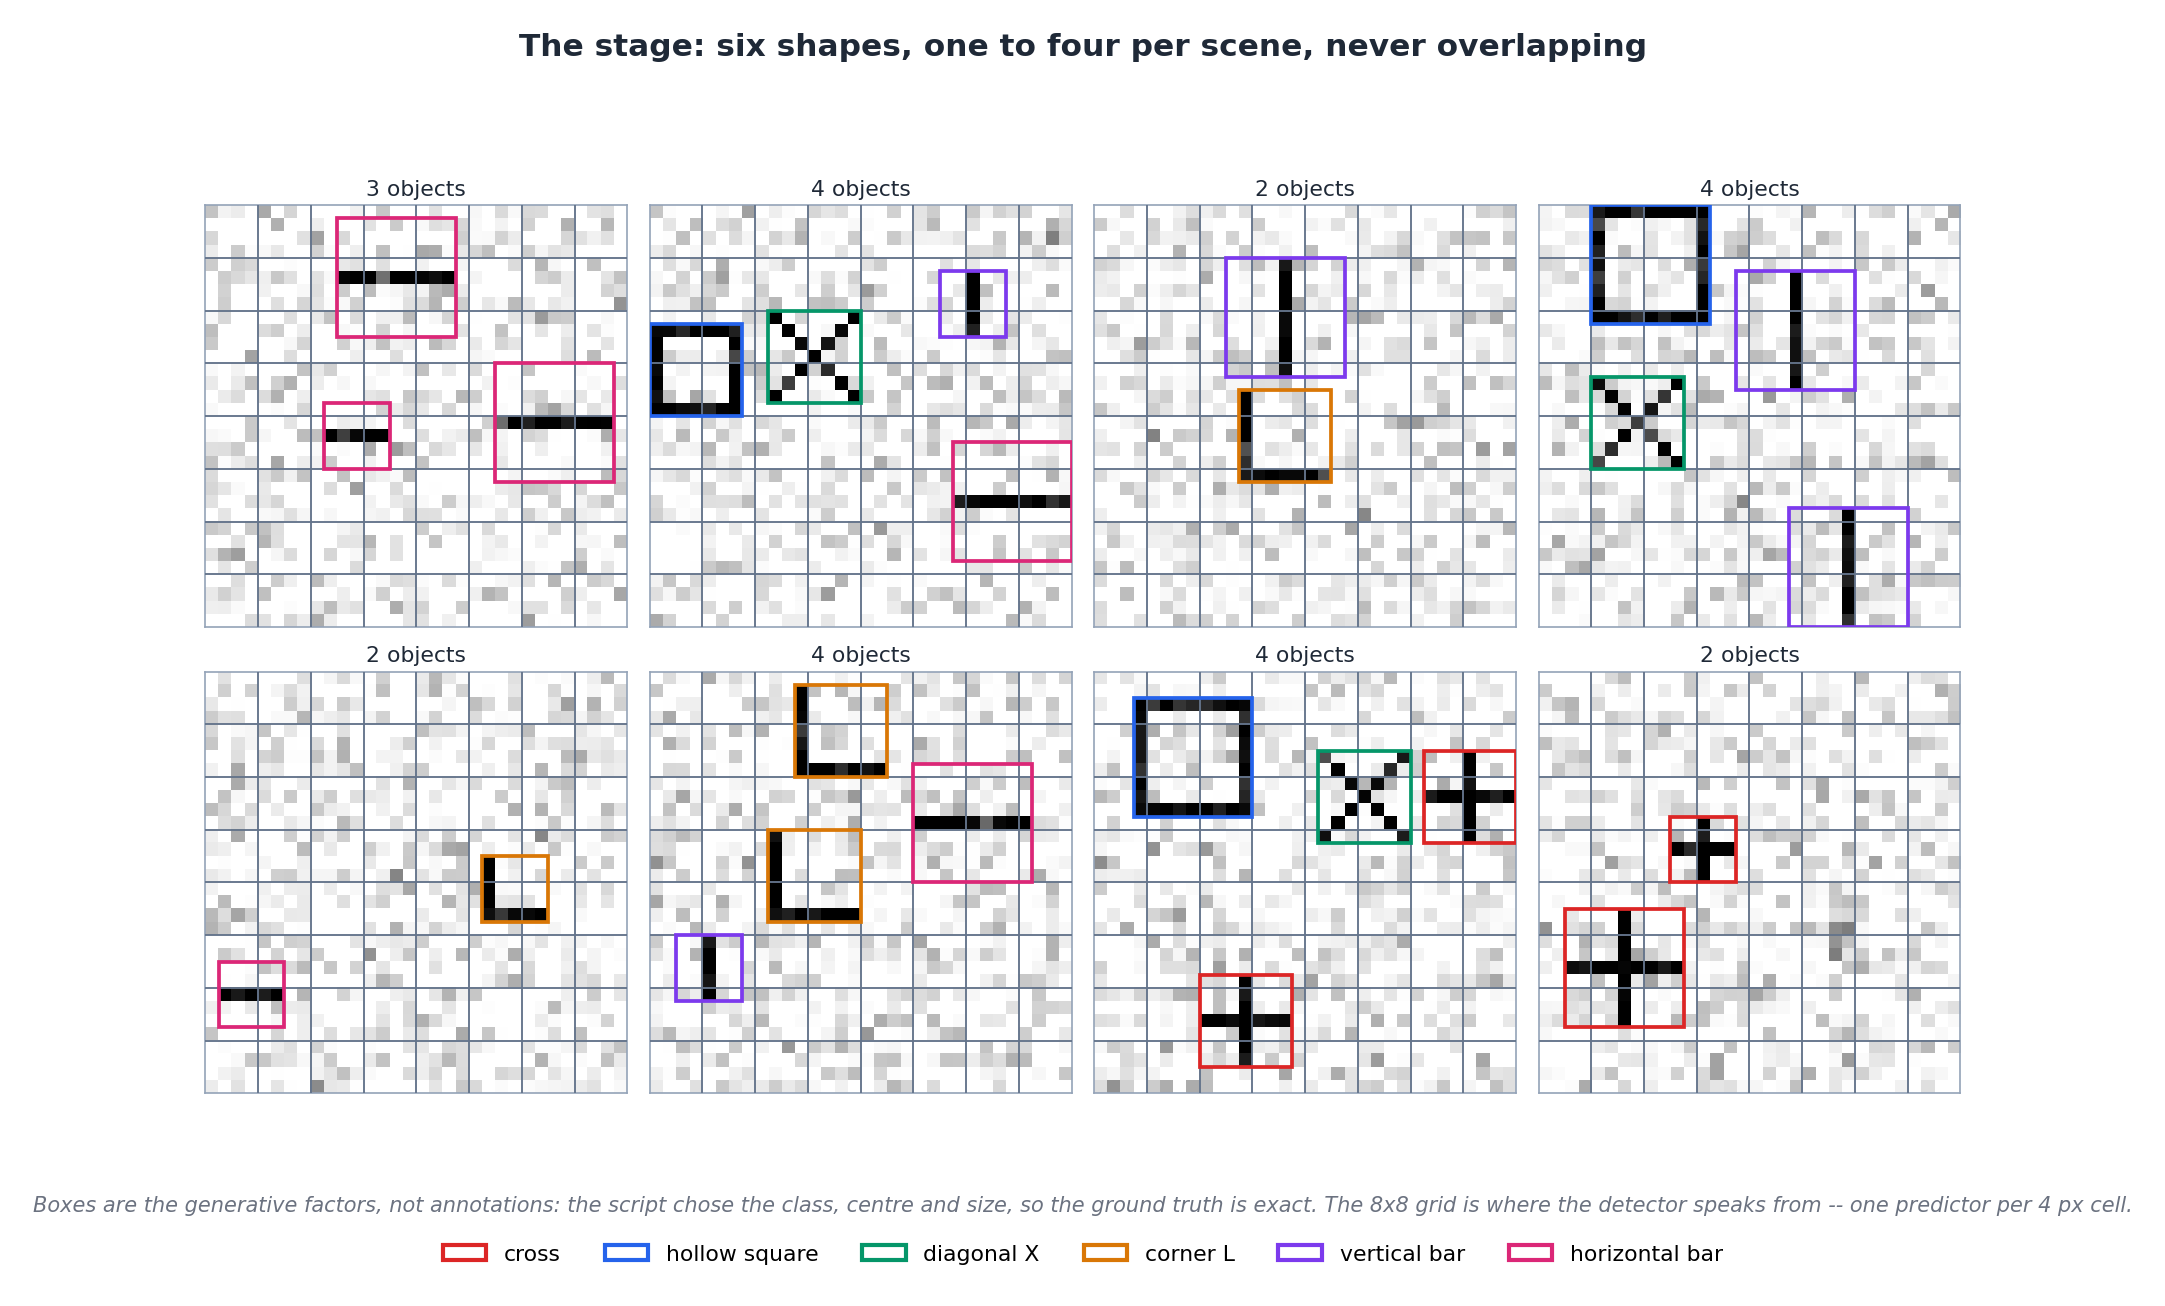 The stage: six shapes, one to four per scene, never overlapping
3 objects
4 objects
2 objects
4 objects
2 objects
4 objects
4 objects
2 objects
Boxes are the generative factors, not annotations: the script chose the class, centre and size, so the ground truth is exact. The 8x8 grid is where the detector speaks from -- one predictor per 4 px cell.
cross
hollow square
diagonal X
corner L
vertical bar
horizontal bar